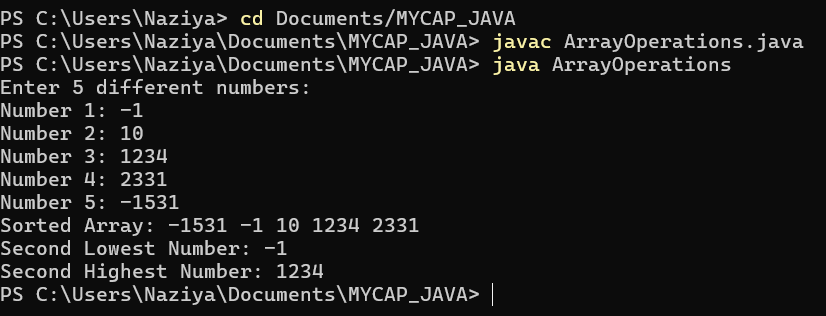 PS C:\Users\Naziya> cd Documents/MYCAP_JAVA
PS C:\Users\Naziya\Documents\MYCAP_JAVA> javac ArrayOperations.java
PS C:\Users\Naziya\Documents\MYCAP_JAVA> java ArrayOperations
Enter 5 different numbers:
Number 1: -1
Number 2: 10
Number 3: 1234
Number 4: 2331
Number 5: -1531
Sorted Array: -1531 -1 10 1234 2331
Second Lowest Number: -1
Second Highest Number: 1234
PS C:\Users\Naziya\Documents\MYCAP_JAVA>